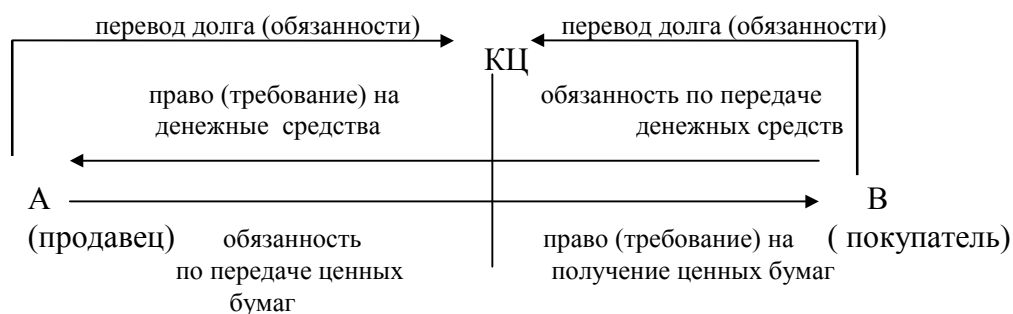 перевод долга (обязанности)
перевод долга (обязанности)
КЦ
право (требование) на
денежные средства
обязанность по передаче
денежных средств
А
(продавец)
В
( покупатель)
обязанность
по передаче ценных
бумаг
право (требование) на
получение ценных бумаг